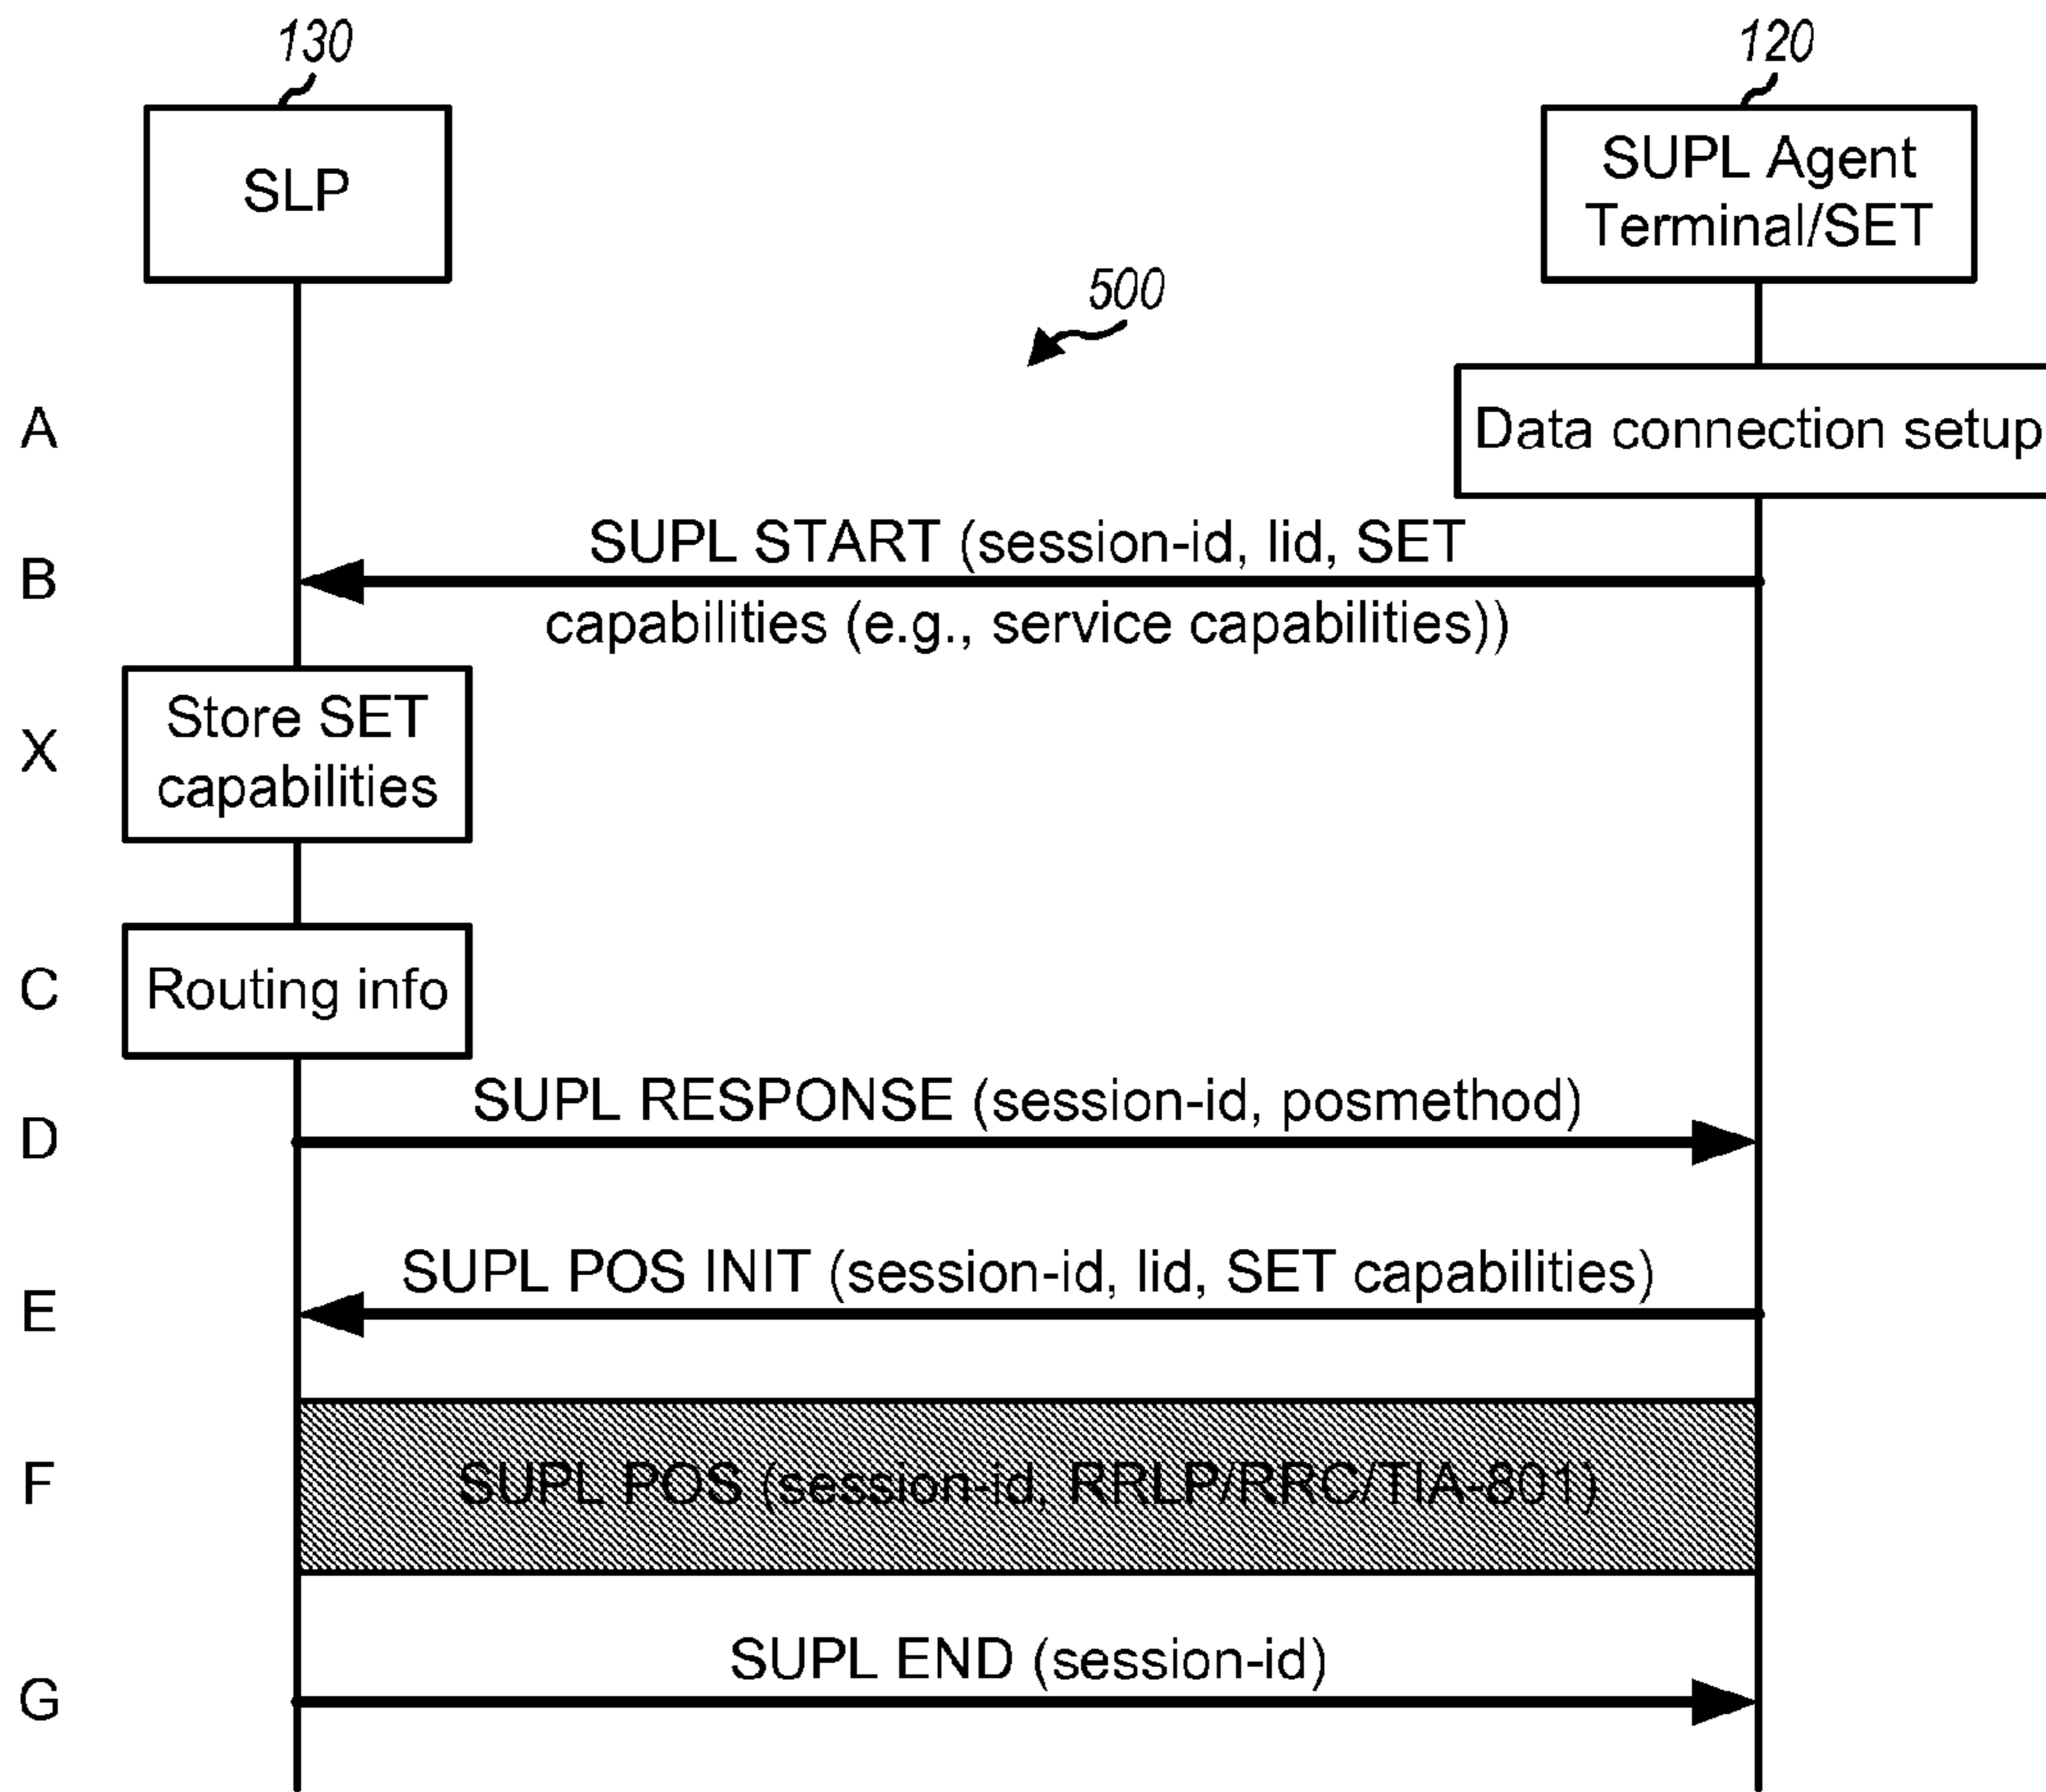 130
120
SLP
SUPL Agent
Terminal/SET
500
A
Data connection setup
B
SUPL START (session-id, lid, SET
capabilities (e.g., service capabilities))
X
Store SET
capabilities
C
Routing info
D
SUPL RESPONSE (session-id, posmethod)
E
SUPL POS INIT (session-id, lid, SET capabilities)
F
SUPL POS (session-id, RRLP/RRC/TIA-801)
G
SUPL END (session-id)